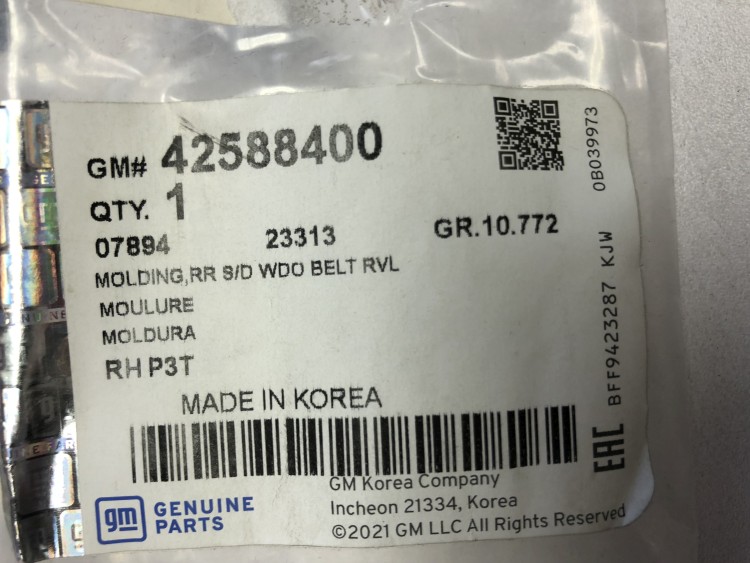 GM# 42588400
QTY. 1
07894 23313 GR.10.772
MOLDING,RR S/D WDO BELT RVL
MOULURE
MOLDURA
RH P3T
MADE IN KOREA
GM Korea Company
Incheon 21334, Korea
©2021 GM LLC All Rights Reserved
gm GENUINE
PARTS
EAC BFF9423287 KJW 0B039973